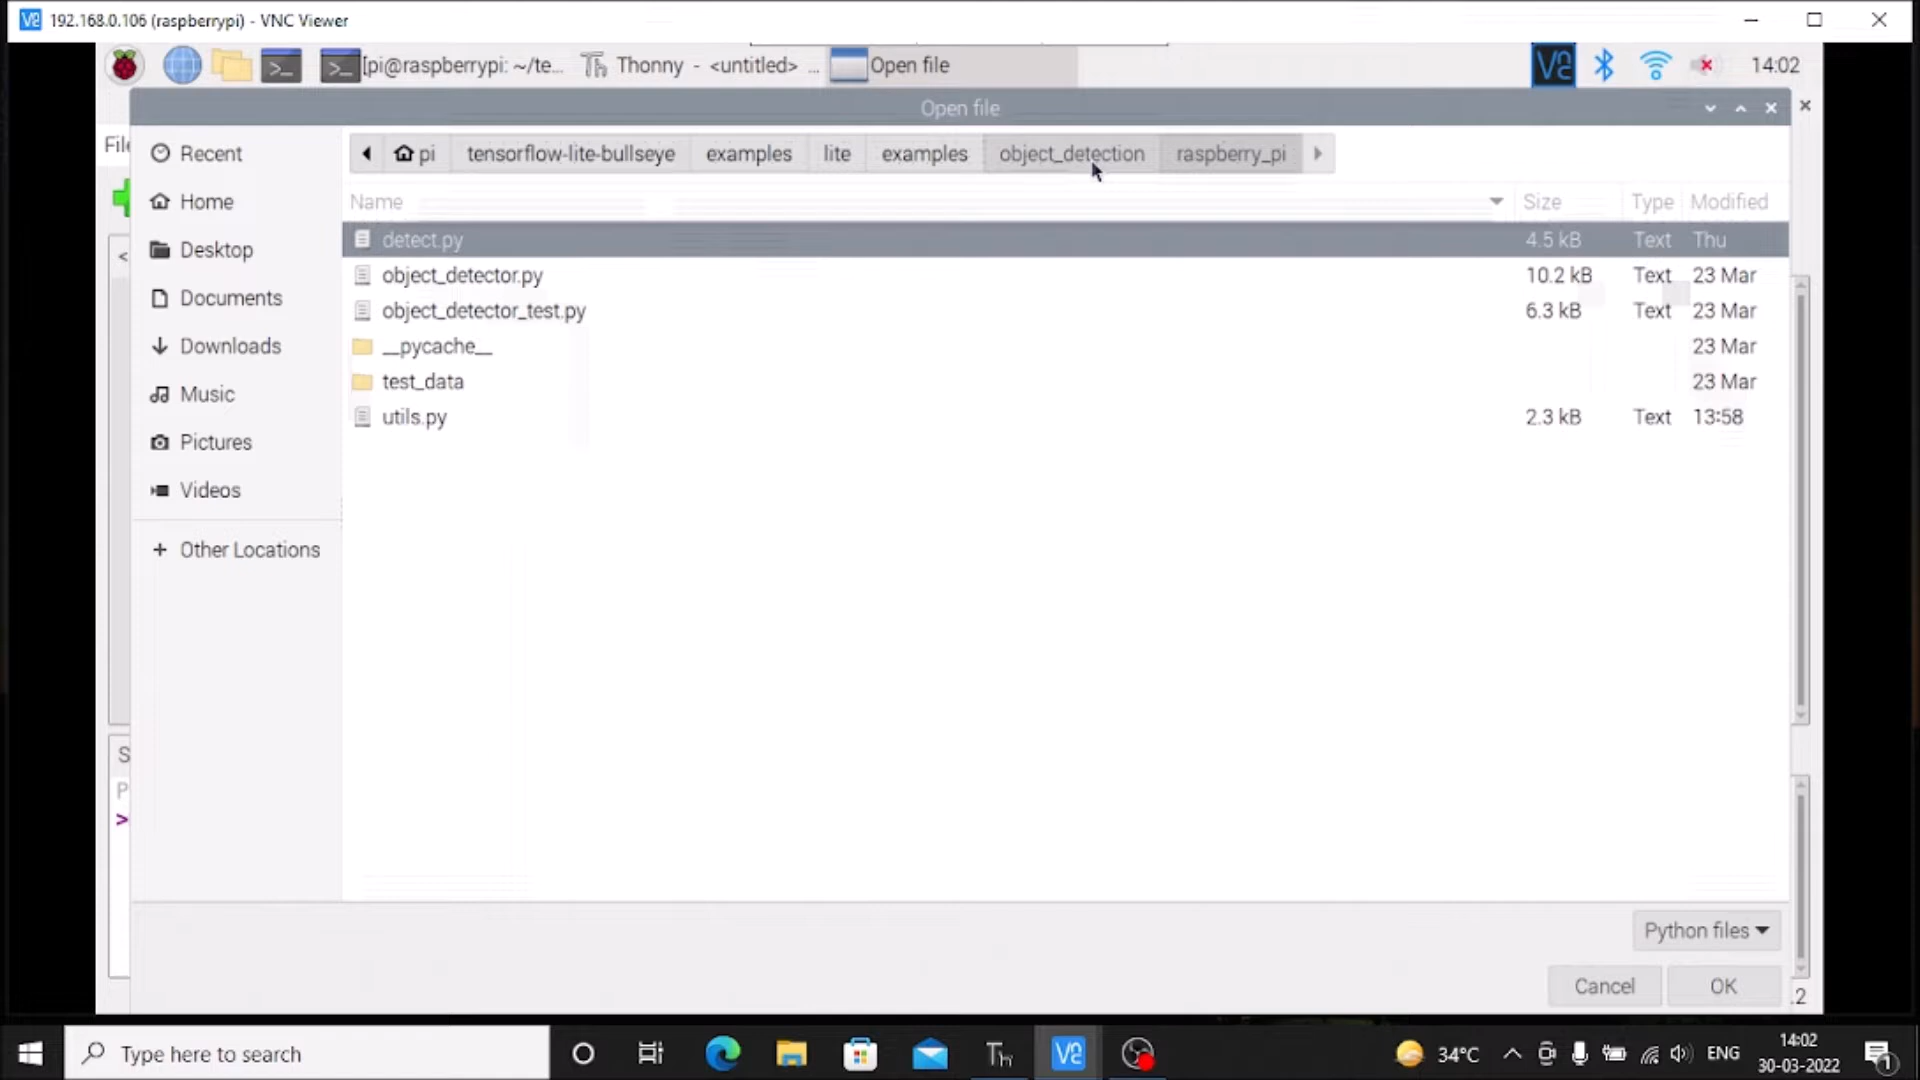 192.168.0.106 (raspberrypi) - VNC Viewer
[pi@raspberrypi: ~/te...
Thonny - <untitled> ...
Open file
14:02
Open file
File
Recent
Home
Desktop
Documents
Downloads
Music
Pictures
Videos
Other Locations
pi
tensorflow-lite-bullseye
examples
lite
examples
object_detection
raspberry_pi
Name Size Type Modified
detect.py 4.5 kB Text Thu
object_detector.py 10.2 kB Text 23 Mar
object_detector_test.py 6.3 kB Text 23 Mar
__pycache__ 23 Mar
test_data 23 Mar
utils.py 2.3 kB Text 13:58
S
P
>
Python files
Cancel OK
.2
Type here to search
34°C
ENG
14:02
30-03-2022
1